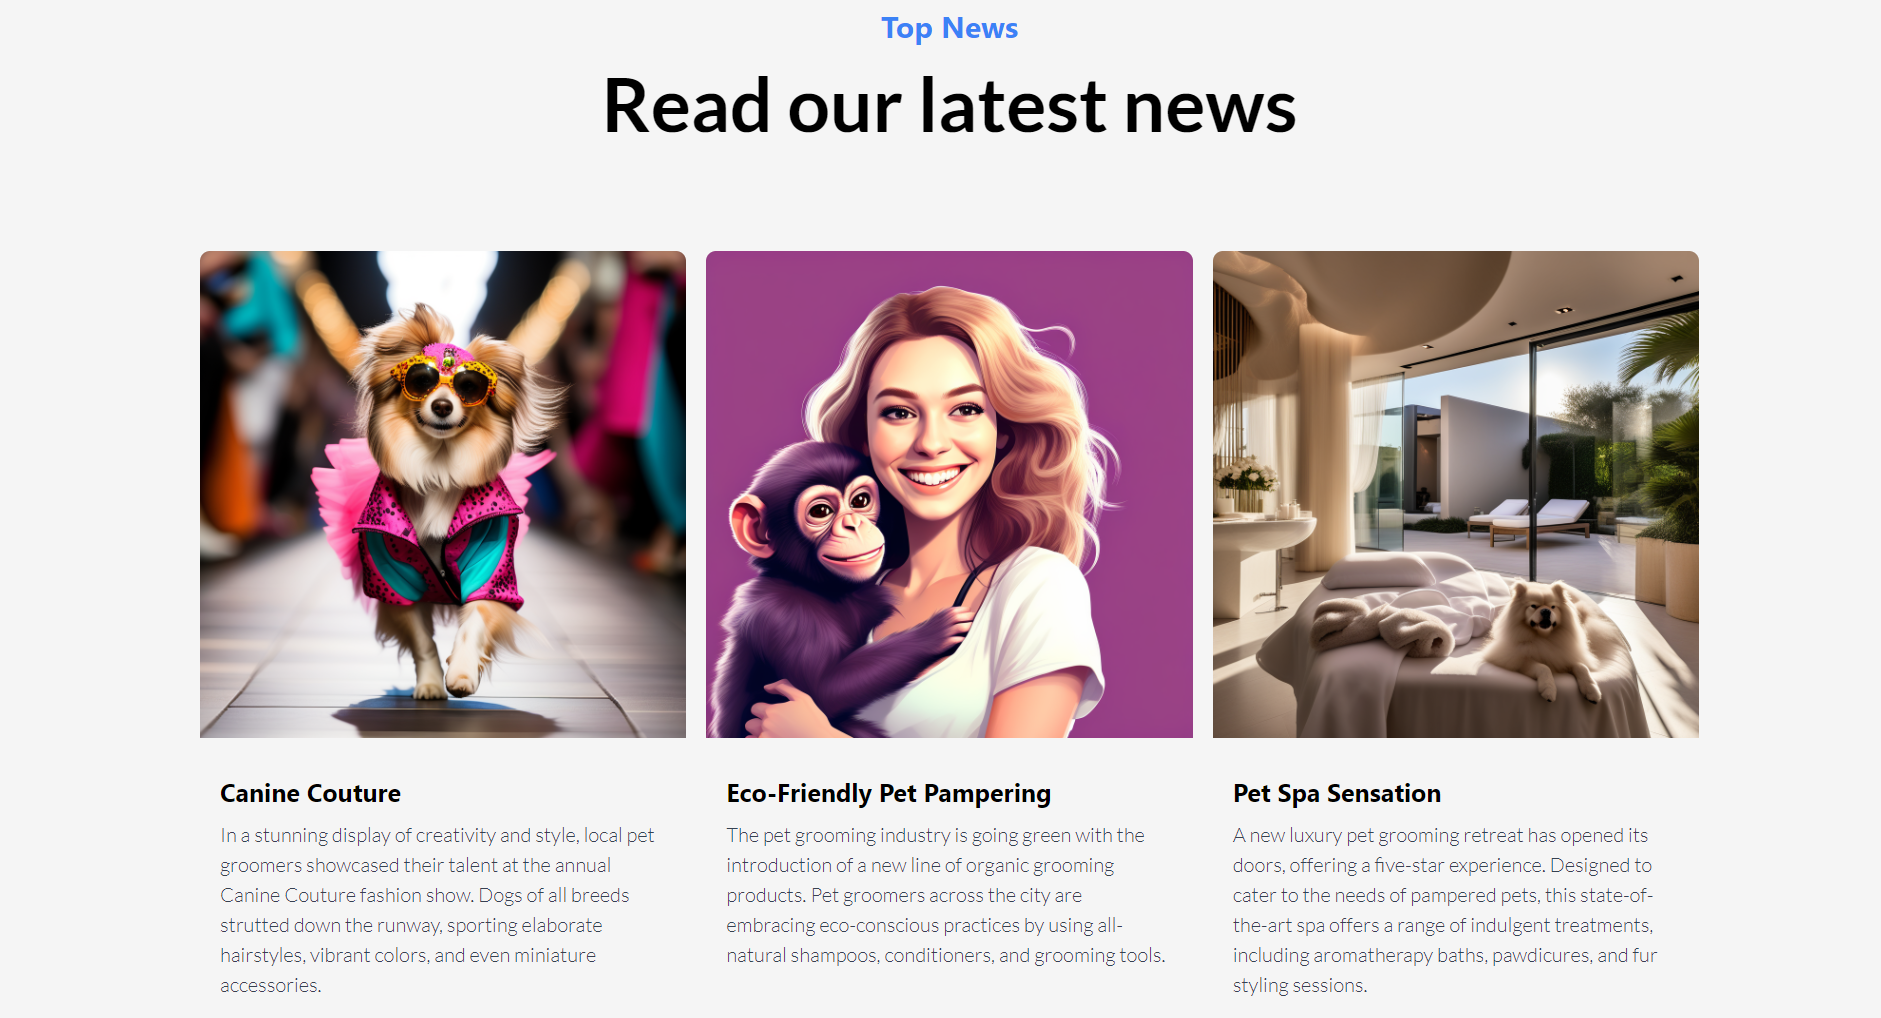 Top News
Read our latest news
Canine Couture
In a stunning display of creativity and style, local pet
groomers showcased their talent at the annual
Canine Couture fashion show. Dogs of all breeds
strutted down the runway, sporting elaborate
hairstyles, vibrant colors, and even miniature
accessories.
Eco-Friendly Pet Pampering
The pet grooming industry is going green with the
introduction of a new line of organic grooming
products. Pet groomers across the city are
embracing eco-conscious practices by using all-
natural shampoos, conditioners, and grooming tools.
Pet Spa Sensation
A new luxury pet grooming retreat has opened its
doors, offering a five-star experience. Designed to
cater to the needs of pampered pets, this state-of-
the-art spa offers a range of indulgent treatments,
including aromatherapy baths, pawdicures, and fur
styling sessions.